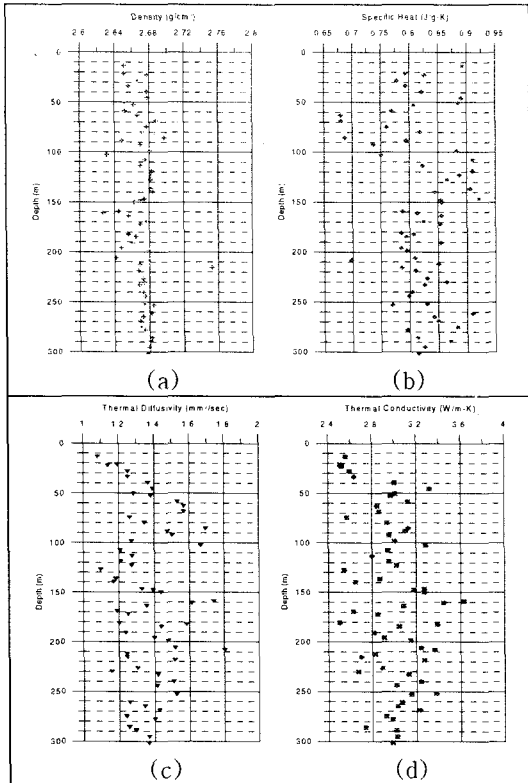 Density (g/cm³)
2.6 2.64 2.68 2.72 2.76 2.8
0
50
100
150
200
250
300
Depth (m)
(a)
Specific Heat (J/g·K)
0.65 0.7 0.75 0.8 0.85 0.9 0.95
0
50
100
150
200
250
300
Depth (m)
(b)
Thermal Diffusivity (mm²/sec)
1 1.2 1.4 1.6 1.8 2
0
50
100
150
200
250
300
Depth (m)
(c)
Thermal Conductivity (W/m-K)
2.4 2.8 3.2 3.6 4
0
50
100
150
200
250
300
Depth (m)
(d)